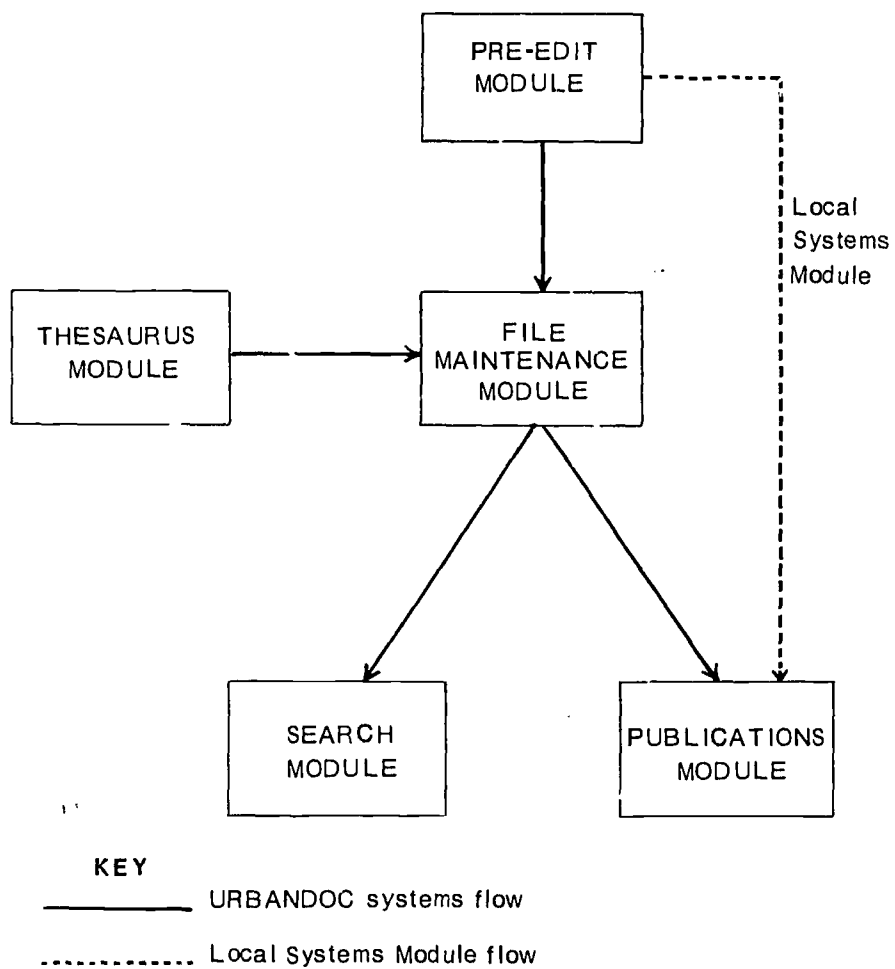 PRE-EDIT
MODULE
Local
Systems
Module
THESAURUS
MODULE
FILE
MAINTENANCE
MODULE
SEARCH
MODULE
PUBLICATIONS
MODULE
KEY
URBANDOC systems flow
Local Systems Module flow